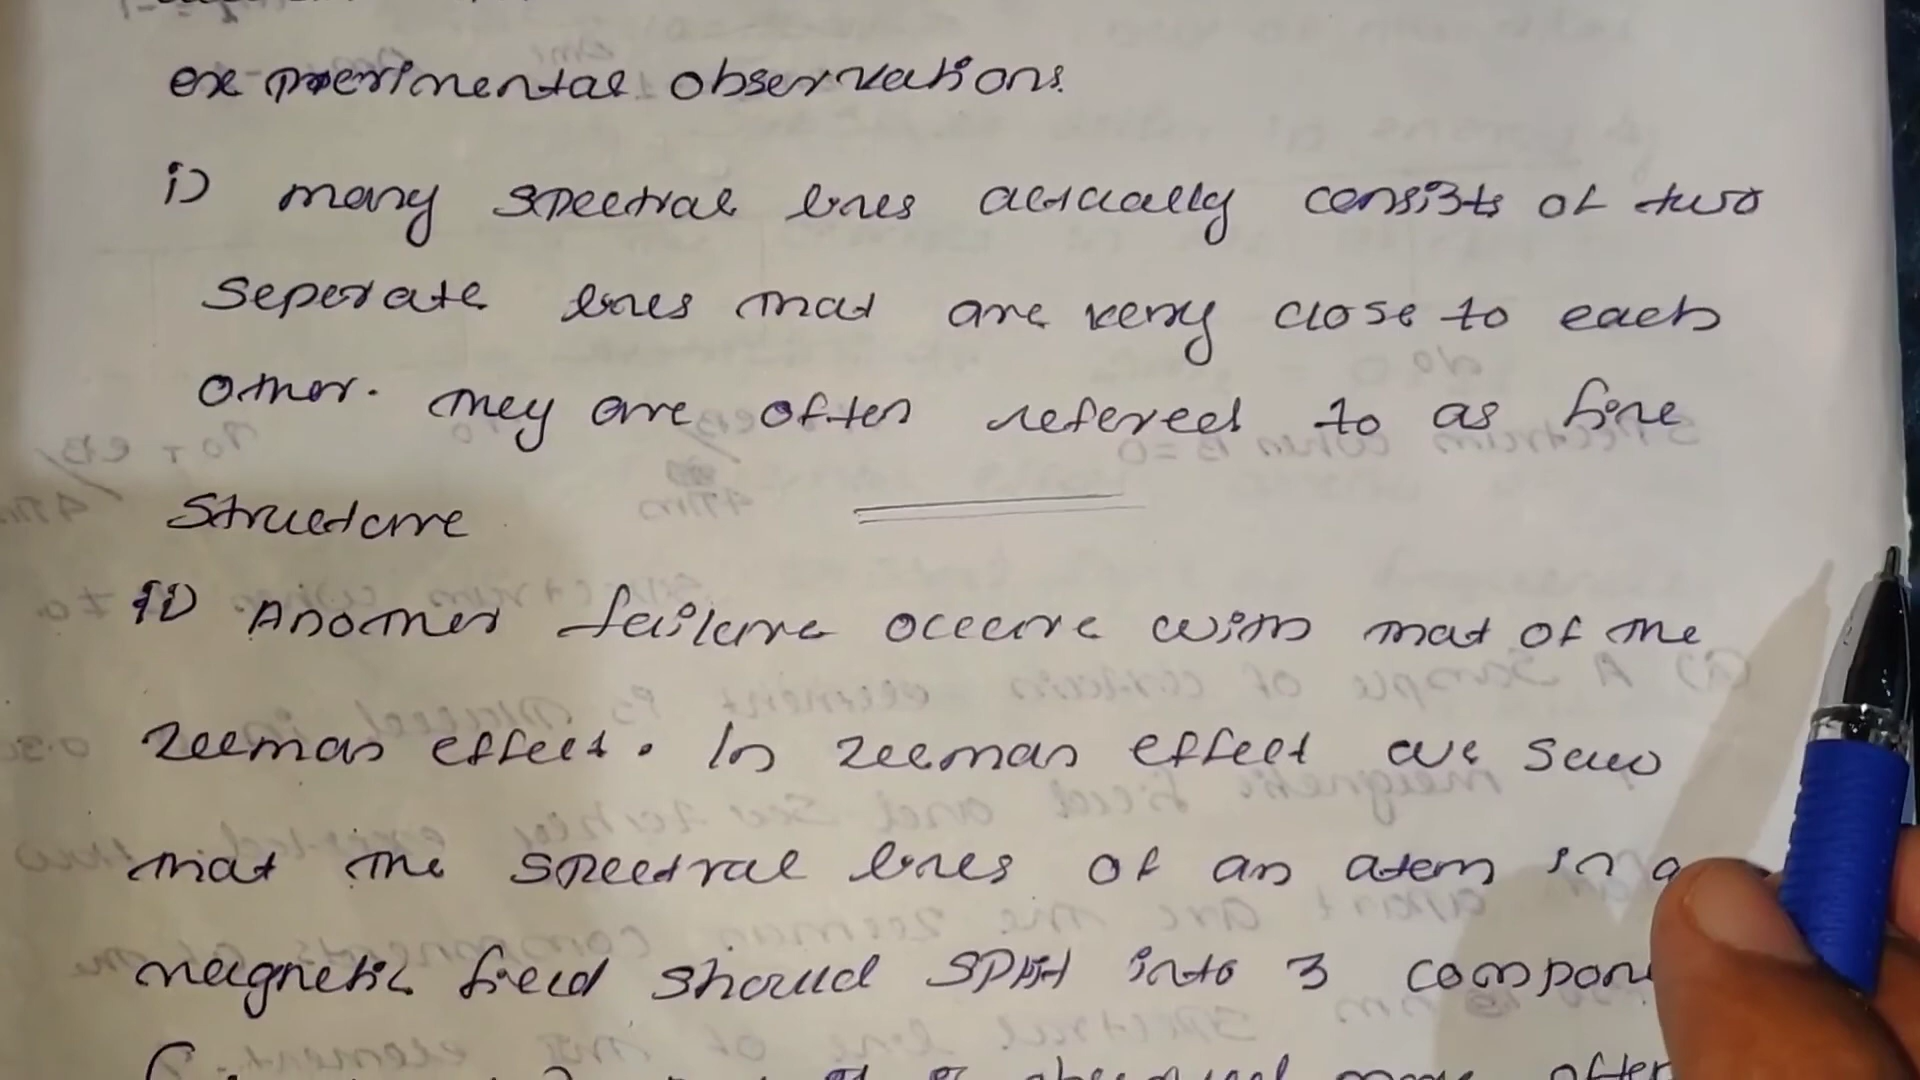 experimental observations.
i) many spectral lines actually consists of two
seperate lines that are very close to each
other. They are often refered to as fine
structure
ii) Another failure occure with that of the
zeeman effect. In zeeman effect we saw
that the spectral lines of an atom in a
magnetic field should split into 3 compon